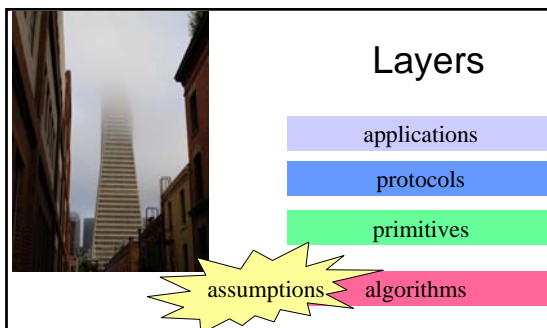 Layers
applications
protocols
primitives
assumptions algorithms